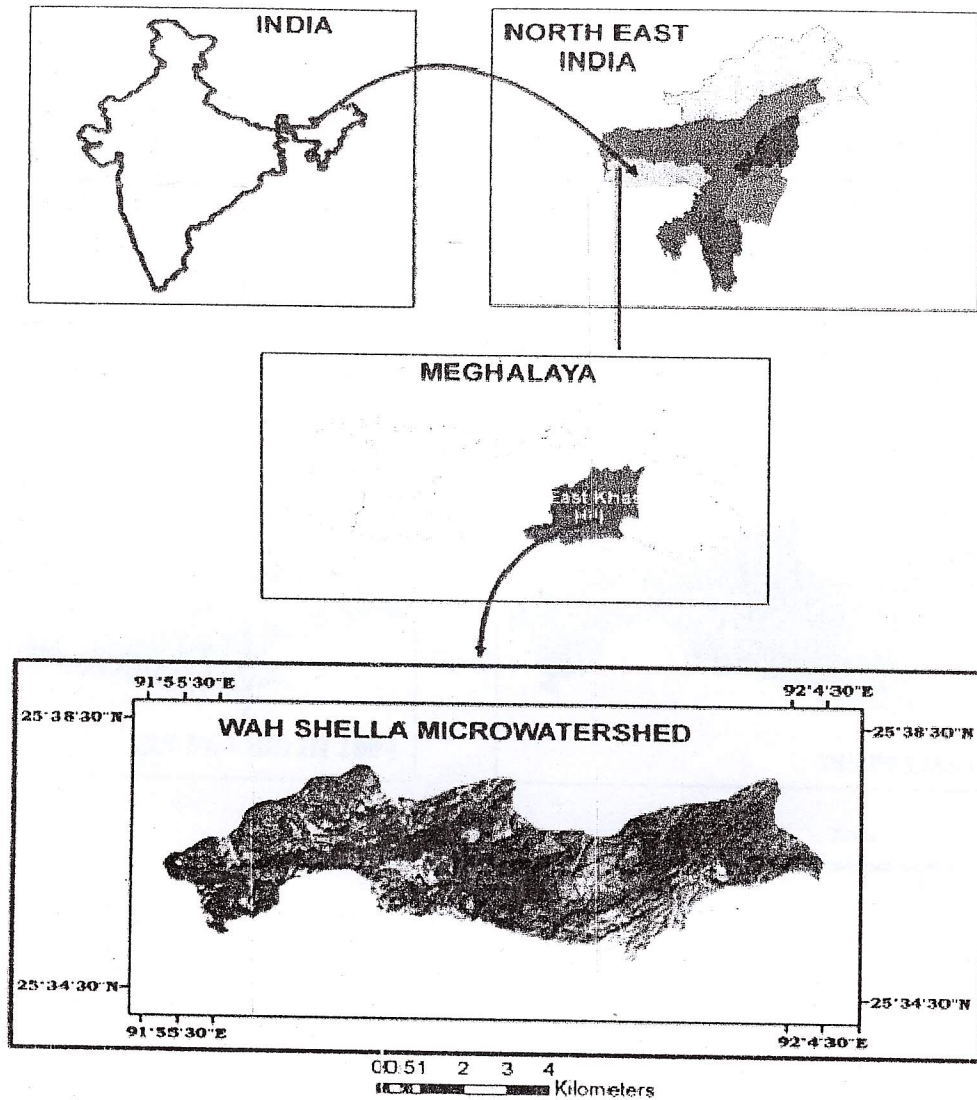 INDIA
NORTH EAST
INDIA
MEGHALAYA
East Khas
Hill
91°55'30"E
92°4'30"E
25°38'30"N
25°38'30"N
WAH SHELLA MICROWATERSHED
25°34'30"N
25°34'30"N
91°55'30"E
92°4'30"E
0 0.5 1 2 3 4
Kilometers